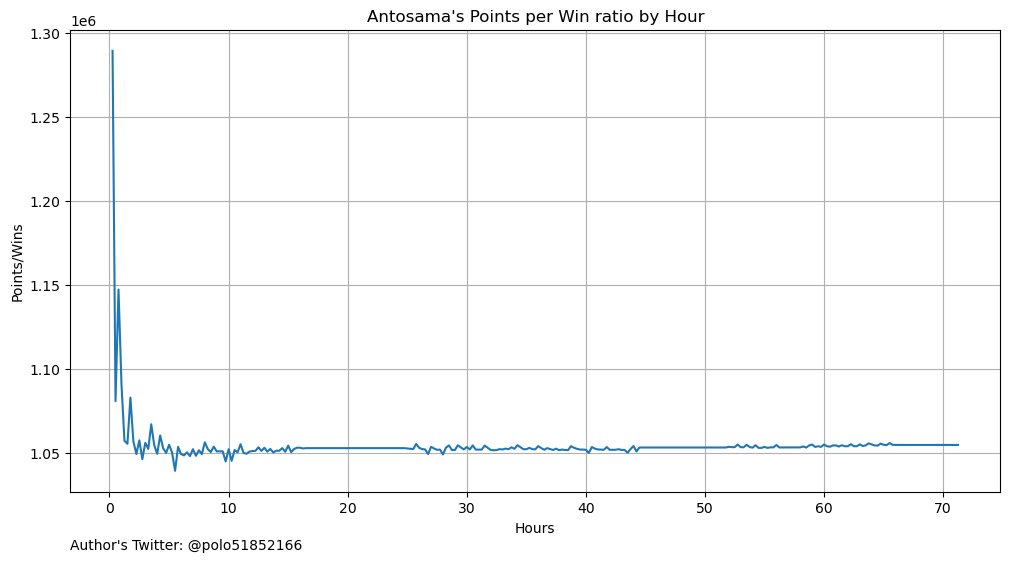 Antosama's Points per Win ratio by Hour
1e6
1.30
1.25
1.20
1.15
1.10
1.05
Points/Wins
0 10 20 30 40 50 60 70
Hours
Author's Twitter: @polo51852166